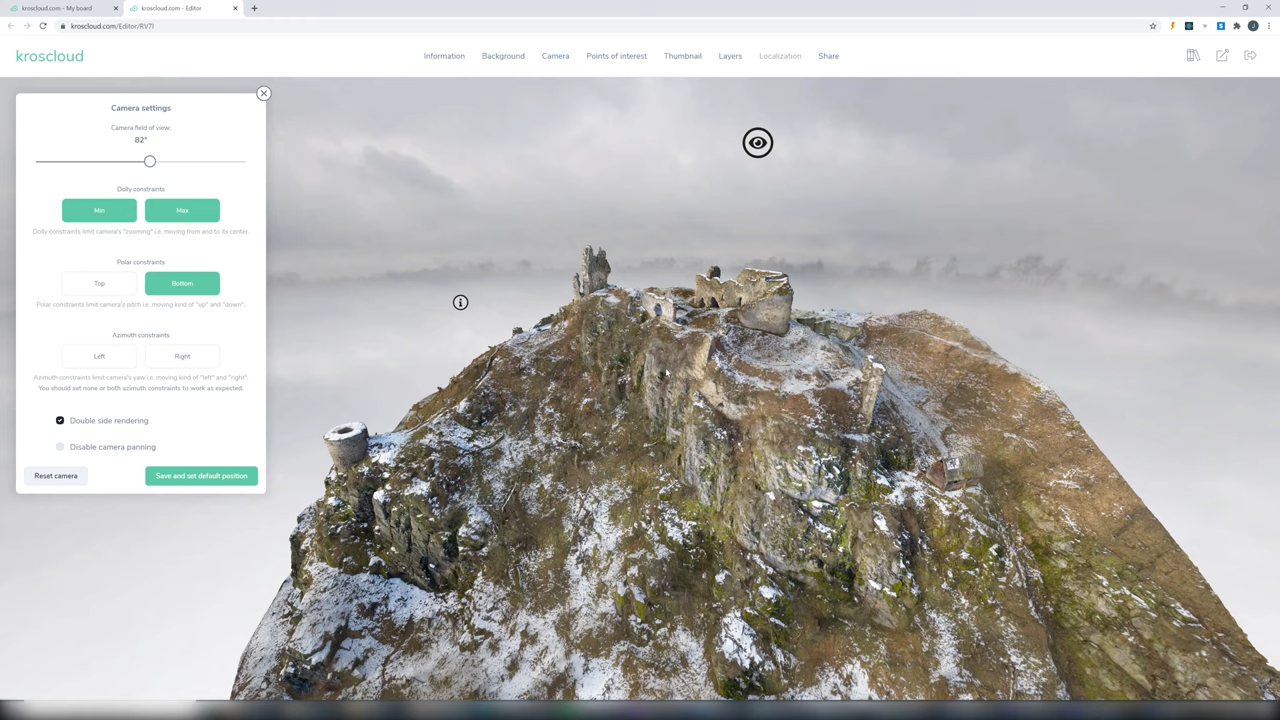 kroscloud.com - My board
kroscloud.com - Editor
kroscloud.com/Editor/RV7I
kroscloud
Information
Background
Camera
Points of interest
Thumbnail
Layers
Localization
Share
Camera settings
Camera field of view:
82°
Dolly constraints
Min
Max
Dolly constraints limit camera's "zooming" i.e. moving from and to its center.
Polar constraints
Top
Bottom
Polar constraints limit camera's pitch i.e. moving kind of "up" and "down".
Azimuth constraints
Left
Right
Azimuth constraints limit camera's yaw i.e. moving kind of "left" and "right".
You should set none or both azimuth constraints to work as expected.
Double side rendering
Disable camera panning
Reset camera
Save and set default position